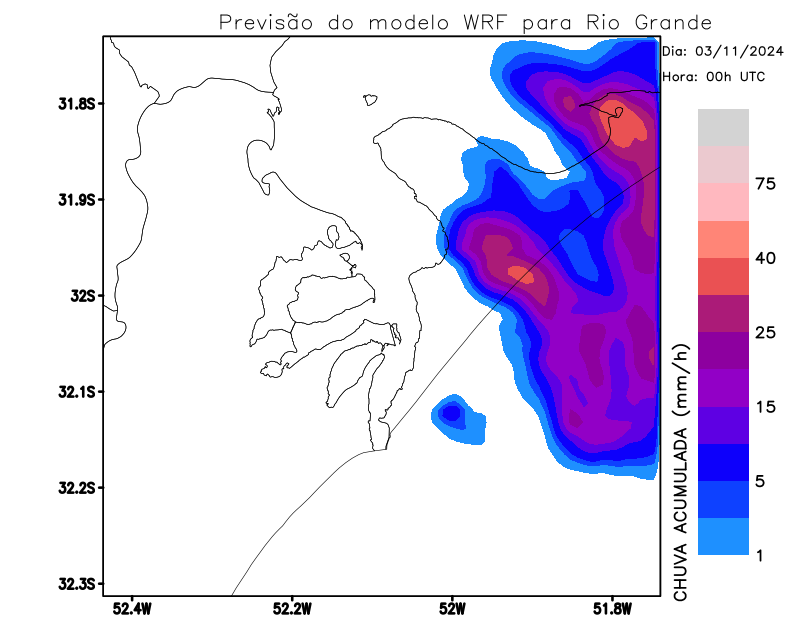 Previsão do modelo WRF para Rio Grande
Dia: 03/11/2024
Hora: 00h UTC
31.8S
31.9S
32S
32.1S
32.2S
32.3S
52.4W
52.2W
52W
51.8W
75
40
25
15
5
1
CHUVA ACUMULADA (mm/h)